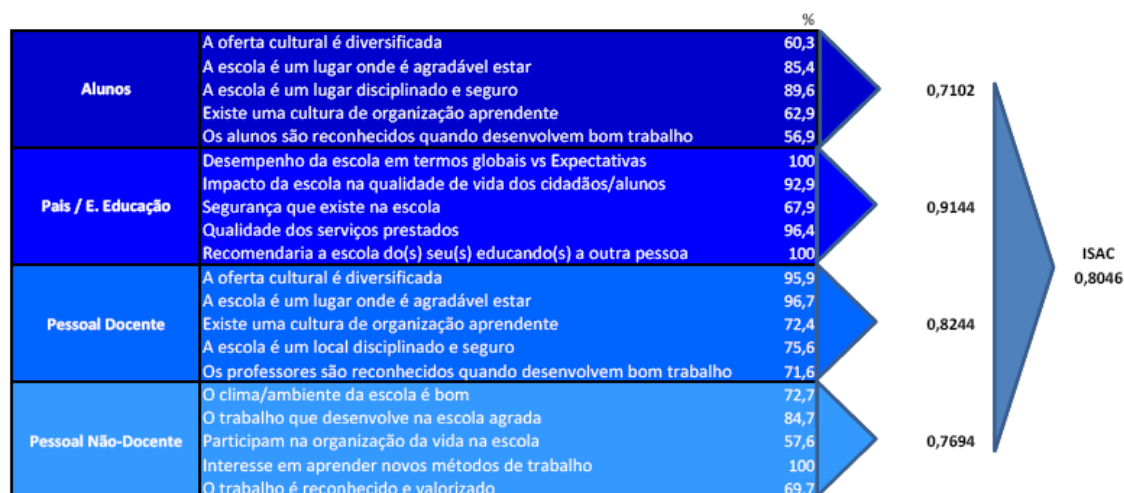 %
Alunos
A oferta cultural é diversificada 60,3
A escola é um lugar onde é agradável estar 85,4
A escola é um lugar disciplinado e seguro 89,6
Existe uma cultura de organização aprendente 62,9
Os alunos são reconhecidos quando desenvolvem bom trabalho 56,9
0,7102
Pais / E. Educação
Desempenho da escola em termos globais vs Expectativas 100
Impacto da escola na qualidade de vida dos cidadãos/alunos 92,9
Segurança que existe na escola 67,9
Qualidade dos serviços prestados 96,4
Recomendaria a escola do(s) seu(s) educando(s) a outra pessoa 100
0,9144
Pessoal Docente
A oferta cultural é diversificada 95,9
A escola é um lugar onde é agradável estar 96,7
Existe uma cultura de organização aprendente 72,4
A escola é um local disciplinado e seguro 75,6
Os professores são reconhecidos quando desenvolvem bom trabalho 71,6
0,8244
Pessoal Não-Docente
O clima/ambiente da escola é bom 72,7
O trabalho que desenvolve na escola agrada 84,7
Participam na organização da vida na escola 57,6
Interesse em aprender novos métodos de trabalho 100
O trabalho é reconhecido e valorizado 69,7
0,7694
ISAC
0,8046